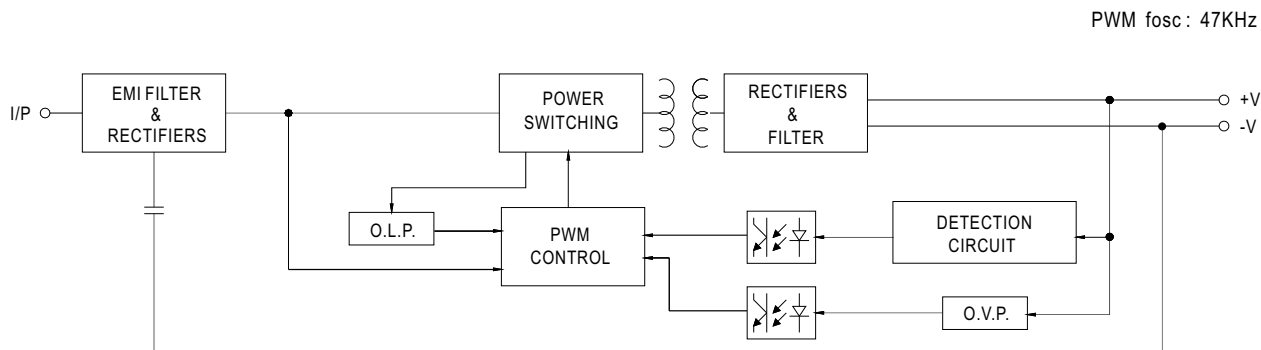 PWM fosc : 47KHz
I/P
EMI FILTER
&
RECTIFIERS
POWER
SWITCHING
RECTIFIERS
&
FILTER
+V
-V
O.L.P.
PWM
CONTROL
DETECTION
CIRCUIT
O.V.P.